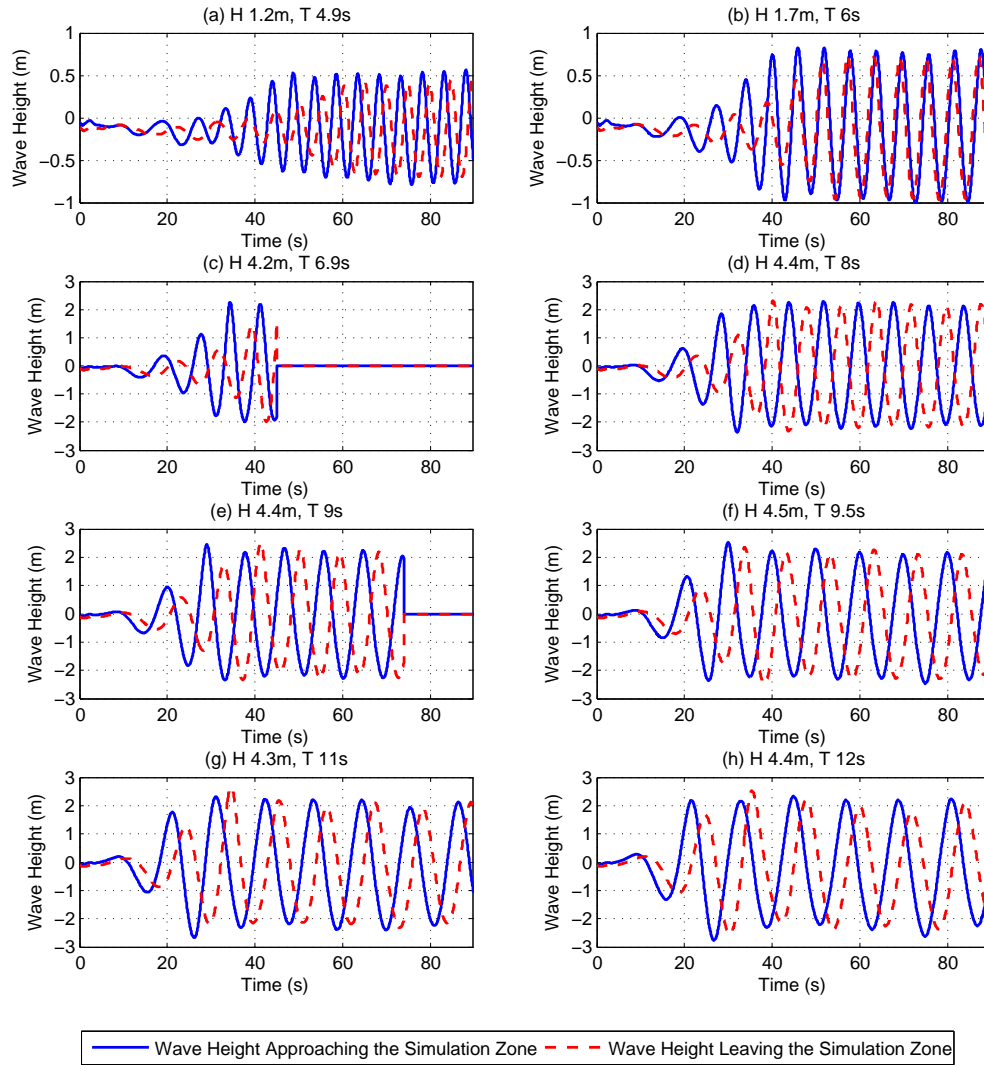 (a) H 1.2m, T 4.9s
Wave Height (m)
1
0.5
0
−0.5
−1
0 20 40 60 80
Time (s)
(b) H 1.7m, T 6s
Wave Height (m)
1
0.5
0
−0.5
−1
0 20 40 60 80
Time (s)
(c) H 4.2m, T 6.9s
Wave Height (m)
3
2
1
0
−1
−2
−3
0 20 40 60 80
Time (s)
(d) H 4.4m, T 8s
Wave Height (m)
3
2
1
0
−1
−2
−3
0 20 40 60 80
Time (s)
(e) H 4.4m, T 9s
Wave Height (m)
3
2
1
0
−1
−2
−3
0 20 40 60 80
Time (s)
(f) H 4.5m, T 9.5s
Wave Height (m)
3
2
1
0
−1
−2
−3
0 20 40 60 80
Time (s)
(g) H 4.3m, T 11s
Wave Height (m)
3
2
1
0
−1
−2
−3
0 20 40 60 80
Time (s)
(h) H 4.4m, T 12s
Wave Height (m)
3
2
1
0
−1
−2
−3
0 20 40 60 80
Time (s)
Wave Height Approaching the Simulation Zone
Wave Height Leaving the Simulation Zone